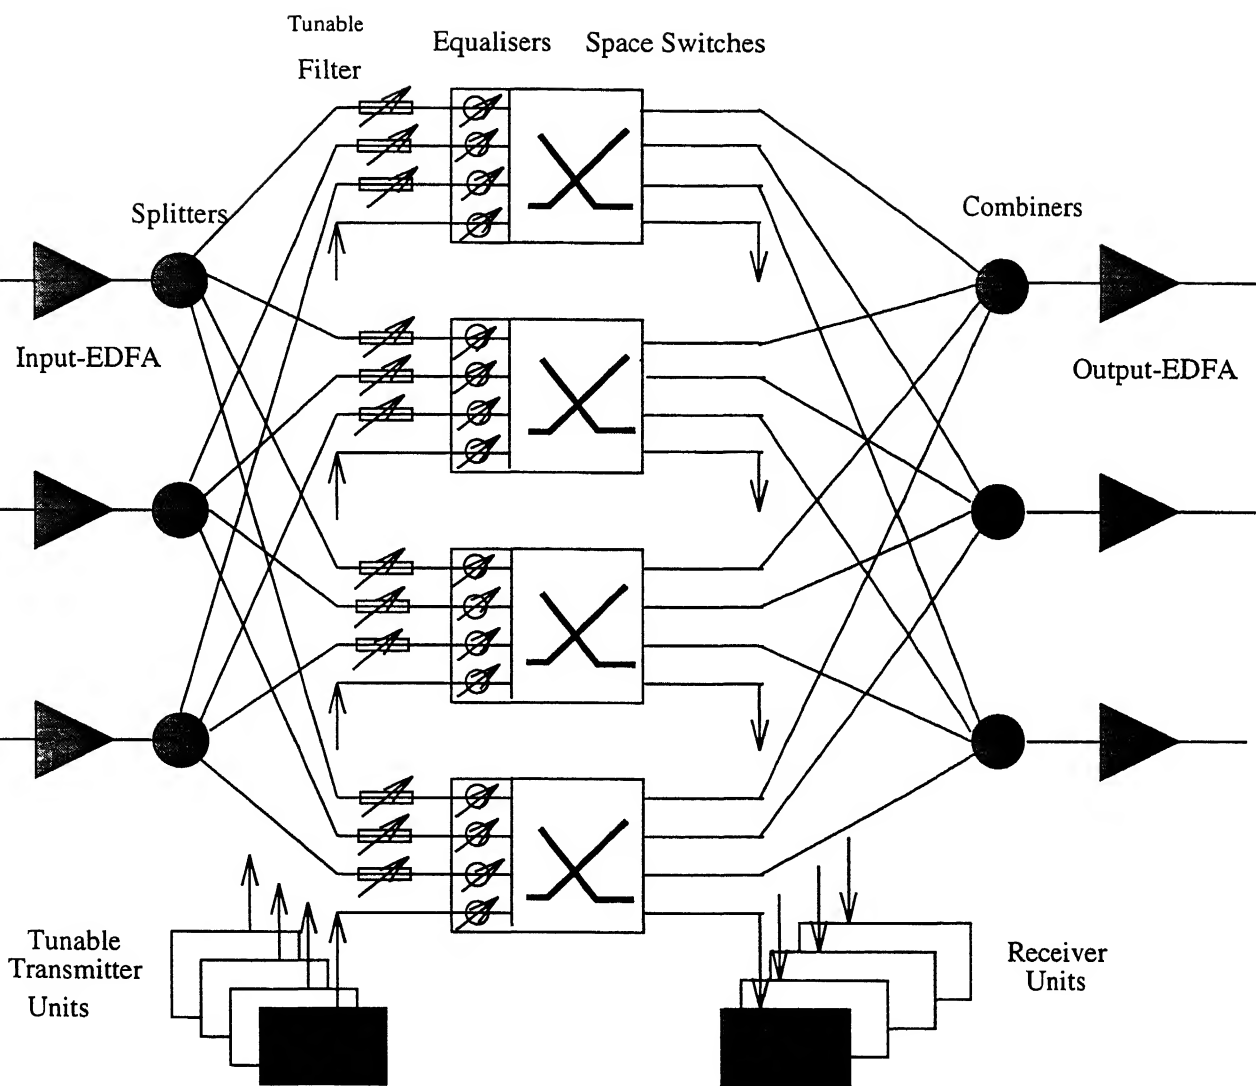 Tunable
Filter
Equalisers
Space Switches
Splitters
Combiners
Input-EDFA
Output-EDFA
Tunable
Transmitter
Units
Receiver
Units